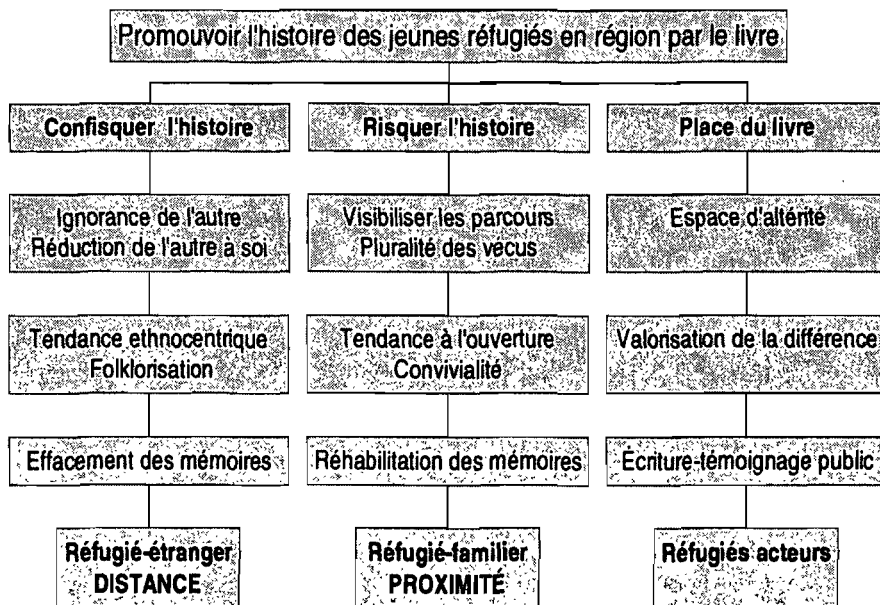 Promouvoir l'histoire des jeunes réfugiés en région par le livre
Confisquer l'histoire
Risquer l'histoire
Place du livre
Ignorance de l'autre
Réduction de l'autre à soi
Visibiliser les parcours
Pluralité des vécus
Espace d'altérité
Tendance ethnocentrique
Folklorisation
Tendance à l'ouverture
Convivialité
Valorisation de la différence
Effacement des mémoires
Réhabilitation des mémoires
Écriture-témoignage public
Réfugié-étranger
DISTANCE
Réfugié-familier
PROXIMITÉ
Réfugiés acteurs